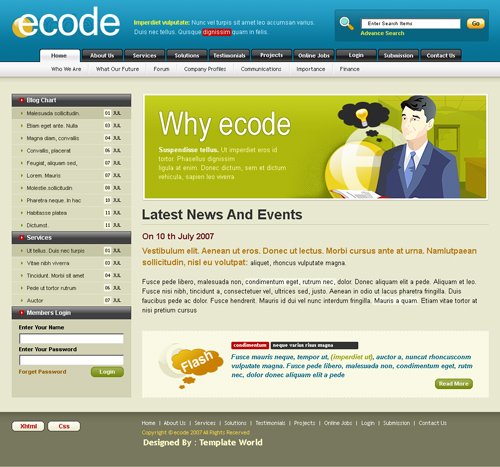 ecode
Imperdiet vulputate: Nunc vel turpis sit amet leo accumsan varius.
Duis nec tellus. Quisque dignissim quam in felis.
Enter Search Items
Go
Advance Search
Home
About Us
Services
Solutions
Testimonials
Projects
Online Jobs
Login
Submission
Contact Us
Who We Are
What Our Future
Forum
Company Profiles
Communications
Importance
Finance
Blog Chart
Malesuada sollicitudin. 01 JUL
Etiam eget ante. Nulla 03 JUL
Magna diam, convallis 04 JUL
Convallis, placerat 06 JUL
Feugiat, aliquam sed, 07 JUL
Lorem. Mauris 07 JUL
Molestie.sollicitudin 08 JUL
Pharetra neque. In hac 10 JUL
Habitasse platea 11 JUL
Dictumst. 11 JUL
Services
Ut tellus. Duis nec turpis 01 JUL
Vitae nibh viverra 03 JUL
Tincidunt. Morbi sit amet 04 JUL
Pede ut tortor rutrum 06 JUL
Auctor 07 JUL
Members Login
Enter Your Name
Enter Your Password
Forget Password
Login
Why ecode
Suspendisse tellus. Ut imperdiet eros id
tortor. Phasellus dignissim
ligula at enim. Donec dictum, sem et dictum
vehicula, sapien leo viverra
Latest News And Events
On 10 th July 2007
Vestibulum elit. Aenean ut eros. Donec ut lectus. Morbi cursus ante at urna. Namlutpaean
sollicitudin, nisl eu volutpat: aliquet, rhoncus vulputate magna.
Fusce pede libero, malesuada non, condimentum eget, rutrum nec, dolor. Donec aliquam elit a pede. Aliquam et leo.
Fusce nisi nibh, tincidunt a, consectetuer vel, ultrices sed, justo. Aenean in odio ut lacus pharetra fringilla. Duis
faucibus pede ac dolor. Fusce hendrerit. Mauris id dui vel nunc interdum fringilla. Mauris a quam. Etiam vitae tortor at
nisi pretium cursus
Flash
condimentum neque varius risus magna
Fusce mauris neque, tempor ut, (imperdiet ut), auctor a, nuncut rhoncusconm
vulputate magna. Fusce pede libero, malesuada non, condimentum eget, rutm
nec, dolor donec aliquam elit a pede
Read More
Xhtml
Css
Home | About Us | Services | Solutions | Testimonials | Projects | Online Jobs | Login | Submission | Contact Us
Copyright © ecode 2007 All Rights Reserved
Designed By : Template World